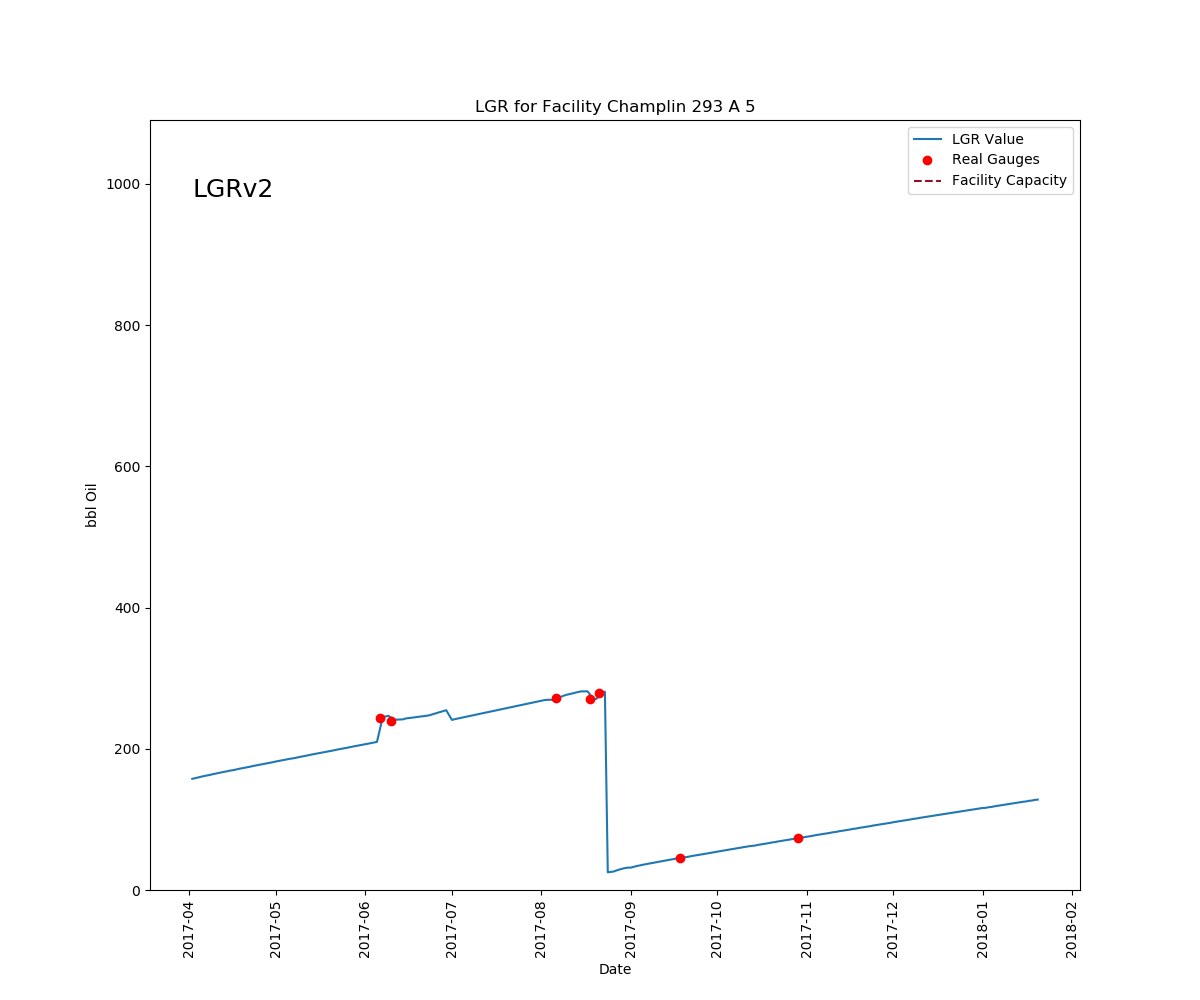 LGR for Facility Champlin 293 A 5
LGRv2
LGR Value
Real Gauges
Facility Capacity
bbl Oil
1000
800
600
400
200
0
2017-04
2017-05
2017-06
2017-07
2017-08
2017-09
2017-10
2017-11
2017-12
2018-01
2018-02
Date